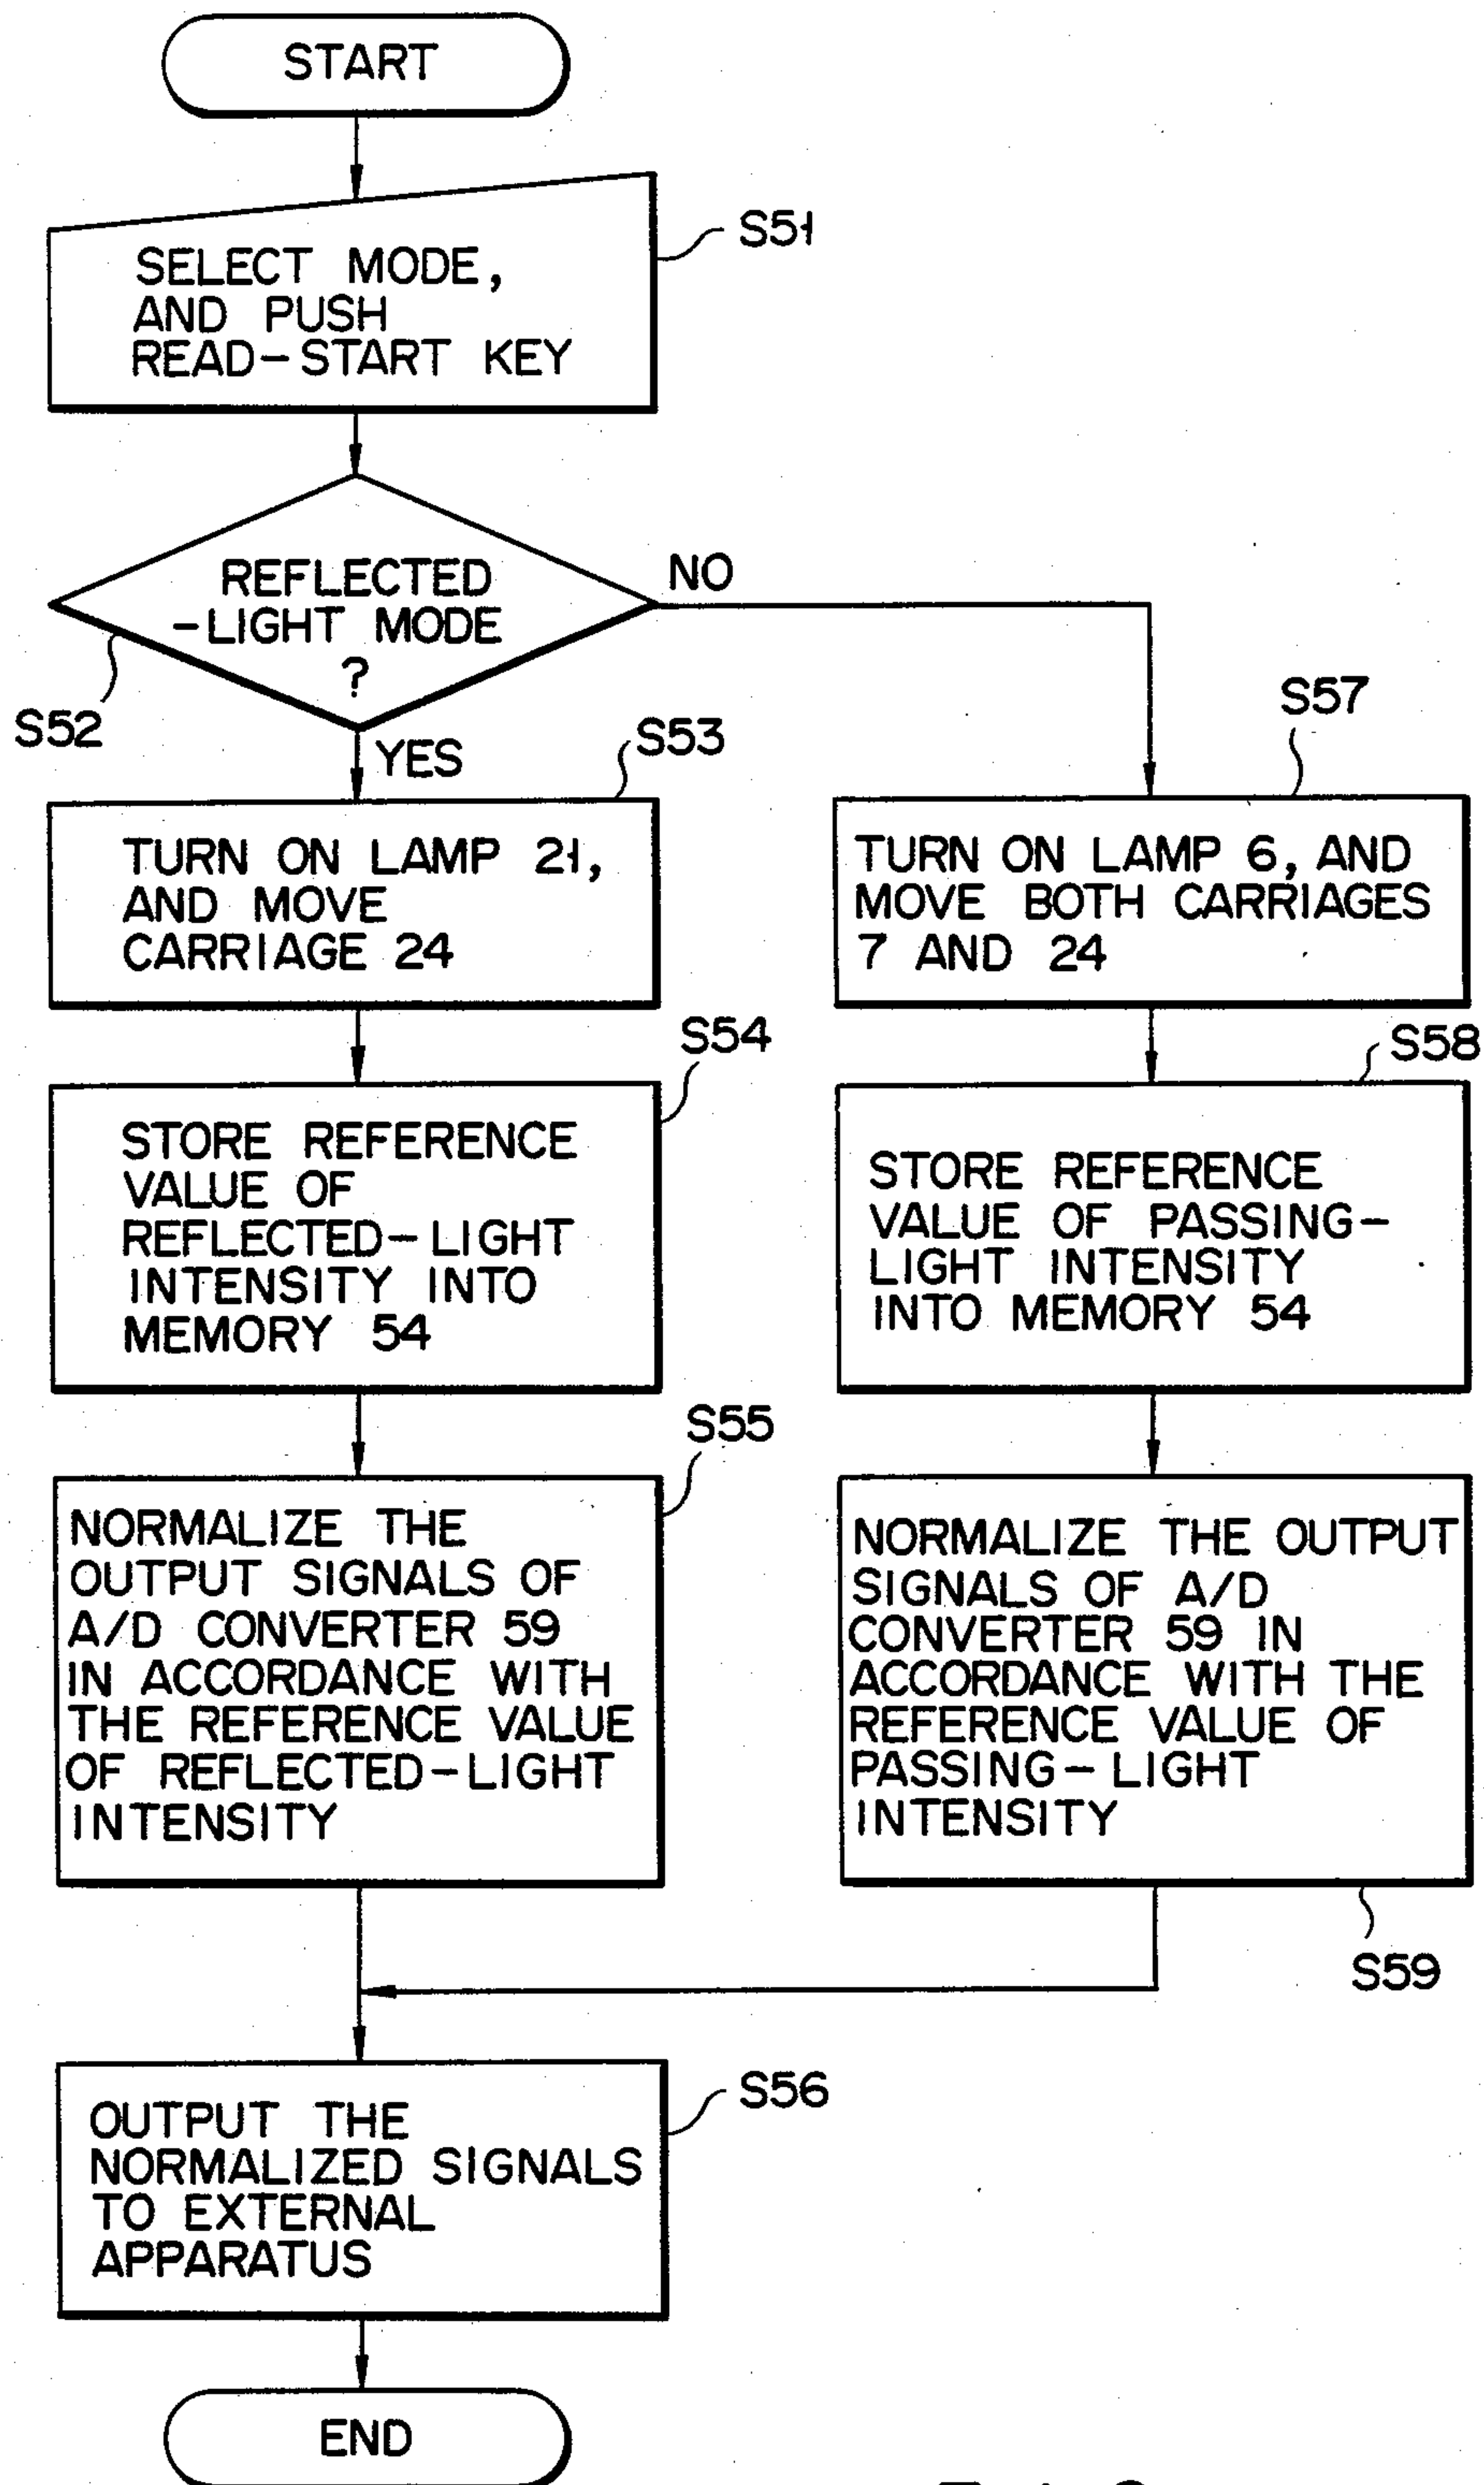 START
SELECT MODE,
AND PUSH
READ-START KEY
S51
REFLECTED
-LIGHT MODE
?
S52
NO
YES
S53
TURN ON LAMP 21,
AND MOVE
CARRIAGE 24
S57
TURN ON LAMP 6, AND
MOVE BOTH CARRIAGES
7 AND 24
S54
STORE REFERENCE
VALUE OF
REFLECTED-LIGHT
INTENSITY INTO
MEMORY 54
S58
STORE REFERENCE
VALUE OF PASSING-
LIGHT INTENSITY
INTO MEMORY 54
S55
NORMALIZE THE
OUTPUT SIGNALS OF
A/D CONVERTER 59
IN ACCORDANCE WITH
THE REFERENCE VALUE
OF REFLECTED-LIGHT
INTENSITY
NORMALIZE THE OUTPUT
SIGNALS OF A/D
CONVERTER 59 IN
ACCORDANCE WITH THE
REFERENCE VALUE OF
PASSING-LIGHT
INTENSITY
S59
S56
OUTPUT THE
NORMALIZED SIGNALS
TO EXTERNAL
APPARATUS
END